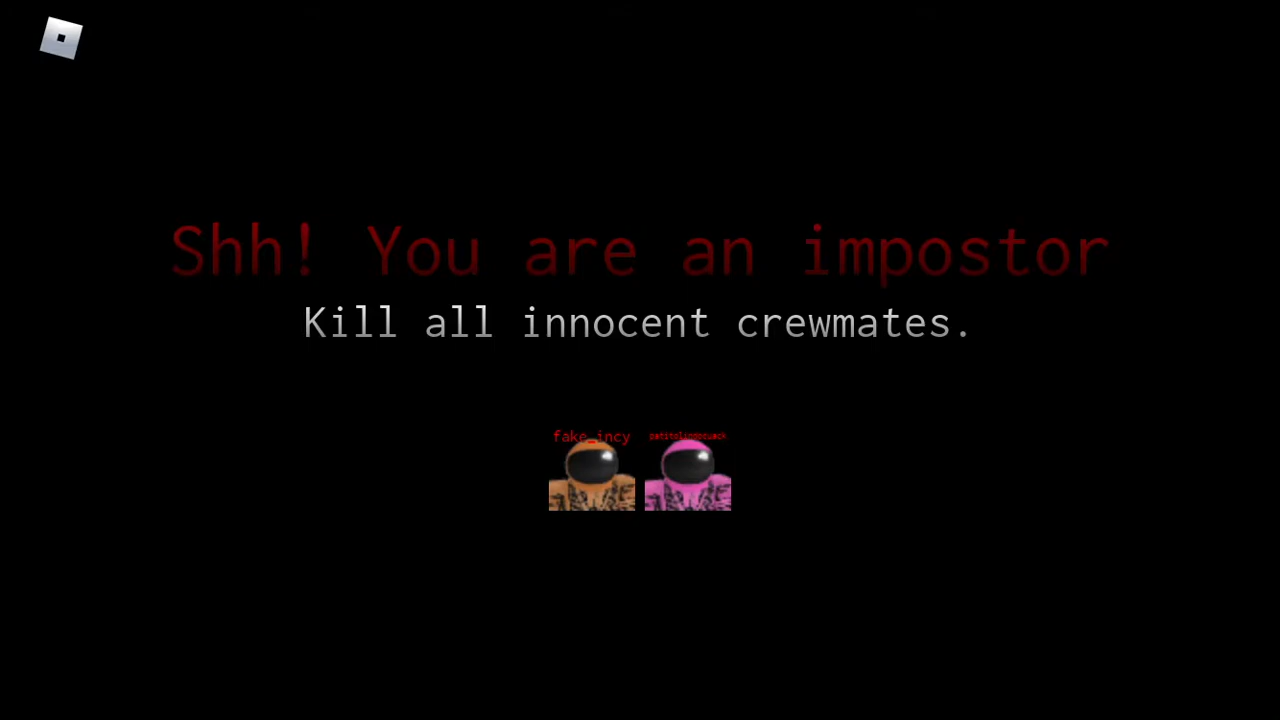 Shh! You are an impostor
Kill all innocent crewmates.
fake_incy